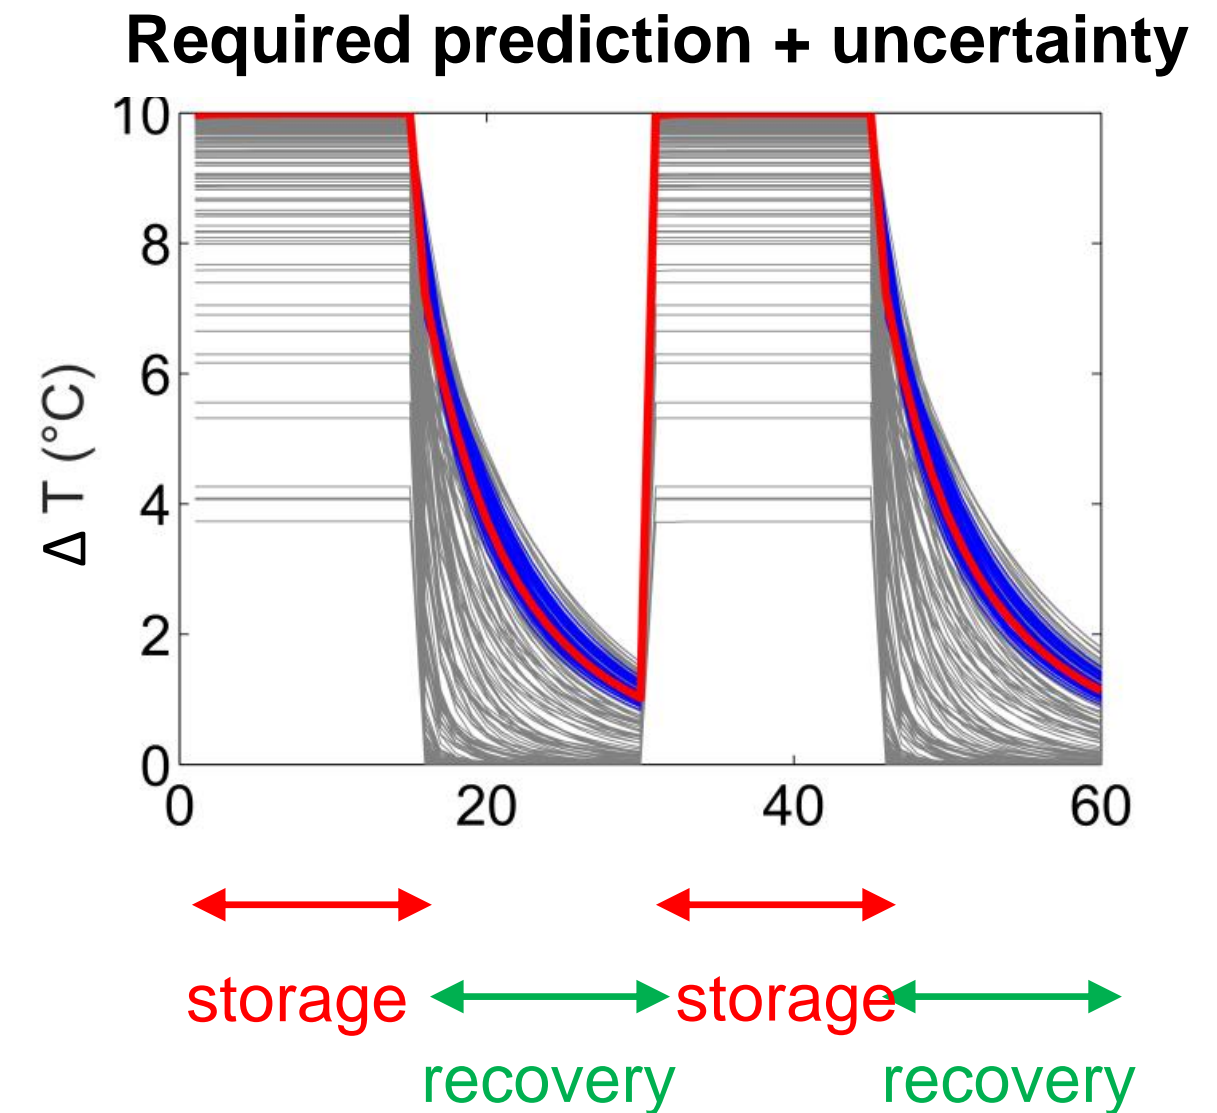 Required prediction + uncertainty
10
8
6
4
2
0
Δ T (°C)
0 20 40 60
storage storage
recovery recovery